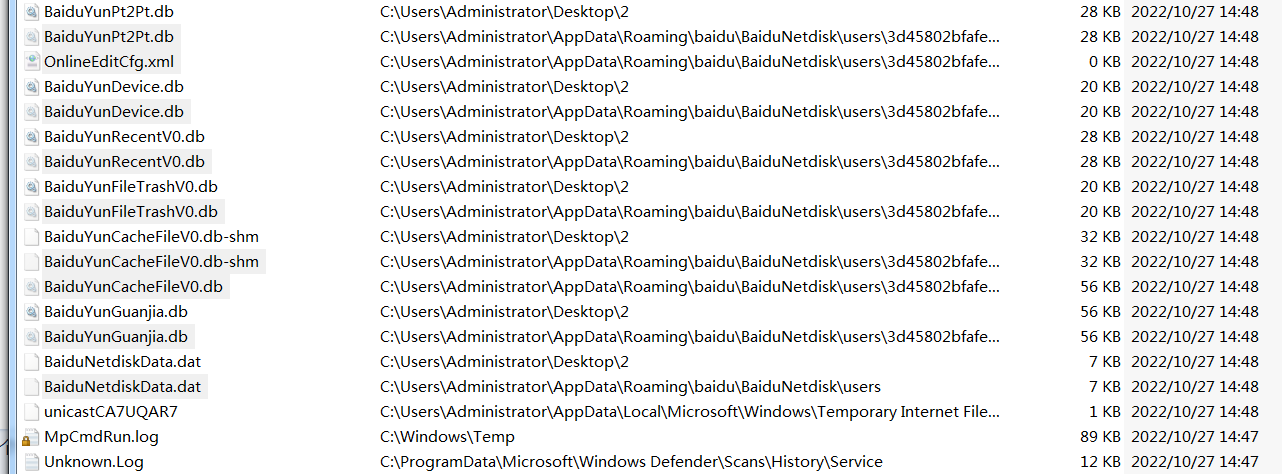 BaiduYunPt2Pt.db C:\Users\Administrator\Desktop\2 28 KB 2022/10/27 14:48
BaiduYunPt2Pt.db C:\Users\Administrator\AppData\Roaming\baidu\BaiduNetdisk\users\3d45802bfafe... 28 KB 2022/10/27 14:48
OnlineEditCfg.xml C:\Users\Administrator\AppData\Roaming\baidu\BaiduNetdisk\users\3d45802bfafe... 0 KB 2022/10/27 14:48
BaiduYunDevice.db C:\Users\Administrator\Desktop\2 20 KB 2022/10/27 14:48
BaiduYunDevice.db C:\Users\Administrator\AppData\Roaming\baidu\BaiduNetdisk\users\3d45802bfafe... 20 KB 2022/10/27 14:48
BaiduYunRecentV0.db C:\Users\Administrator\Desktop\2 28 KB 2022/10/27 14:48
BaiduYunRecentV0.db C:\Users\Administrator\AppData\Roaming\baidu\BaiduNetdisk\users\3d45802bfafe... 28 KB 2022/10/27 14:48
BaiduYunFileTrashV0.db C:\Users\Administrator\Desktop\2 20 KB 2022/10/27 14:48
BaiduYunFileTrashV0.db C:\Users\Administrator\AppData\Roaming\baidu\BaiduNetdisk\users\3d45802bfafe... 20 KB 2022/10/27 14:48
BaiduYunCacheFileV0.db-shm C:\Users\Administrator\Desktop\2 32 KB 2022/10/27 14:48
BaiduYunCacheFileV0.db-shm C:\Users\Administrator\AppData\Roaming\baidu\BaiduNetdisk\users\3d45802bfafe... 32 KB 2022/10/27 14:48
BaiduYunCacheFileV0.db C:\Users\Administrator\AppData\Roaming\baidu\BaiduNetdisk\users\3d45802bfafe... 56 KB 2022/10/27 14:48
BaiduYunGuanjia.db C:\Users\Administrator\Desktop\2 56 KB 2022/10/27 14:48
BaiduYunGuanjia.db C:\Users\Administrator\AppData\Roaming\baidu\BaiduNetdisk\users\3d45802bfafe... 56 KB 2022/10/27 14:48
BaiduNetdiskData.dat C:\Users\Administrator\Desktop\2 7 KB 2022/10/27 14:48
BaiduNetdiskData.dat C:\Users\Administrator\AppData\Roaming\baidu\BaiduNetdisk\users 7 KB 2022/10/27 14:48
unicastCA7UQAR7 C:\Users\Administrator\AppData\Local\Microsoft\Windows\Temporary Internet File... 1 KB 2022/10/27 14:48
MpCmdRun.log C:\Windows\Temp 89 KB 2022/10/27 14:47
Unknown.Log C:\ProgramData\Microsoft\Windows Defender\Scans\History\Service 12 KB 2022/10/27 14:47